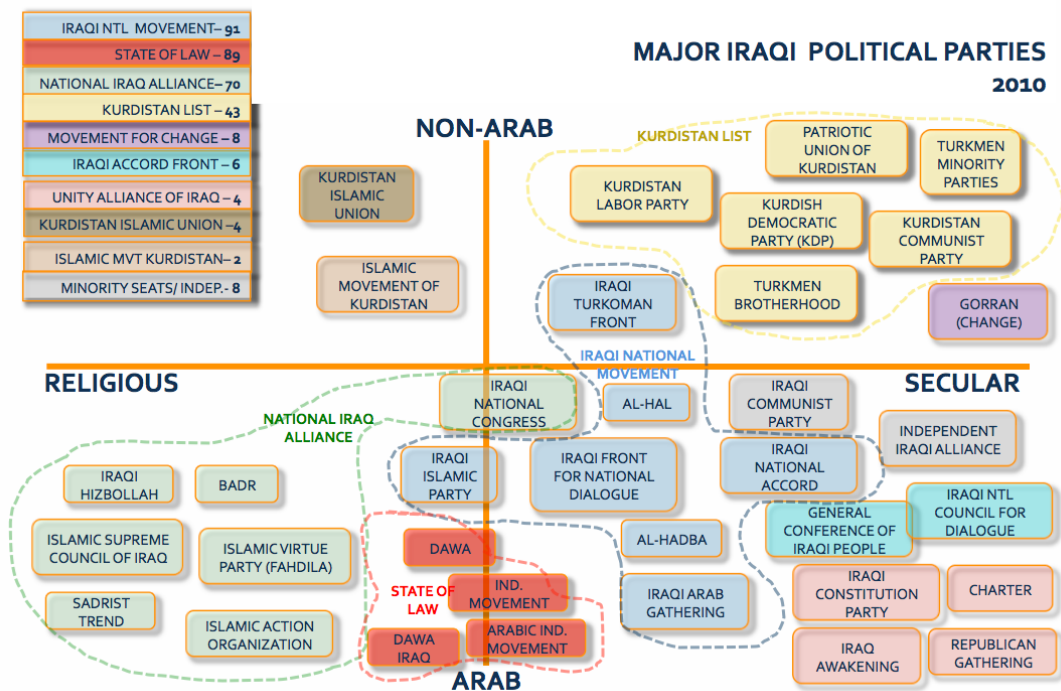 IRAQI NTL  MOVEMENT– 91
STATE OF LAW – 89
NATIONAL IRAQ ALLIANCE– 70
KURDISTAN LIST – 43
MOVEMENT FOR CHANGE – 8
IRAQI ACCORD FRONT – 6
UNITY ALLIANCE OF IRAQ – 4
KURDISTAN ISLAMIC UNION –4
ISLAMIC MVT KURDISTAN– 2
MINORITY SEATS/ INDEP.- 8
MAJOR IRAQI  POLITICAL PARTIES
2010
NON-ARAB
KURDISTAN LIST
KURDISTAN
ISLAMIC
UNION
ISLAMIC
MOVEMENT OF
KURDISTAN
KURDISTAN
LABOR PARTY
PATRIOTIC
UNION OF
KURDISTAN
TURKMEN
MINORITY
PARTIES
KURDISH
DEMOCRATIC
PARTY (KDP)
KURDISTAN
COMMUNIST
PARTY
IRAQI
TURKOMAN
FRONT
TURKMEN
BROTHERHOOD
GORRAN
(CHANGE)
IRAQI NATIONAL
MOVEMENT
RELIGIOUS
SECULAR
NATIONAL IRAQ
ALLIANCE
IRAQI
NATIONAL
CONGRESS
AL-HAL
IRAQI
COMMUNIST
PARTY
INDEPENDENT
IRAQI ALLIANCE
IRAQI
HIZBOLLAH
BADR
IRAQI
ISLAMIC
PARTY
IRAQI FRONT
FOR NATIONAL
DIALOGUE
IRAQI
NATIONAL
ACCORD
IRAQI NTL
COUNCIL FOR
DIALOGUE
GENERAL
CONFERENCE OF
IRAQI PEOPLE
ISLAMIC SUPREME
COUNCIL OF IRAQ
ISLAMIC VIRTUE
PARTY (FAHDILA)
DAWA
AL-HADBA
STATE OF
LAW
IND.
MOVEMENT
IRAQI ARAB
GATHERING
IRAQI
CONSTITUTION
PARTY
CHARTER
SADRIST
TREND
ISLAMIC ACTION
ORGANIZATION
DAWA
IRAQ
ARABIC IND.
MOVEMENT
IRAQ
AWAKENING
REPUBLICAN
GATHERING
ARAB